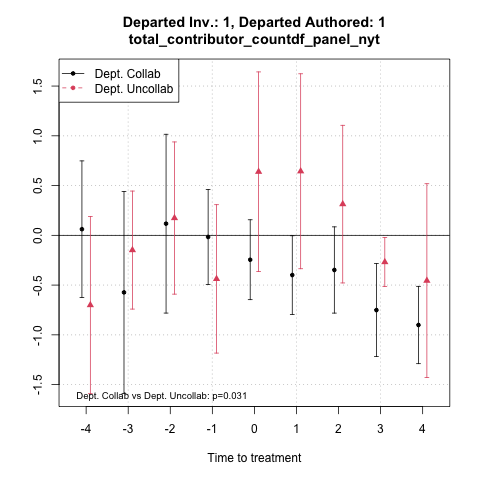 Departed Inv.: 1, Departed Authored: 1
total_contributor_countdf_panel_nyt
Dept. Collab
Dept. Uncollab
1.5
1.0
0.5
0.0
-0.5
-1.0
-1.5
Dept. Collab vs Dept. Uncollab: p=0.031
-4 -3 -2 -1 0 1 2 3 4
Time to treatment